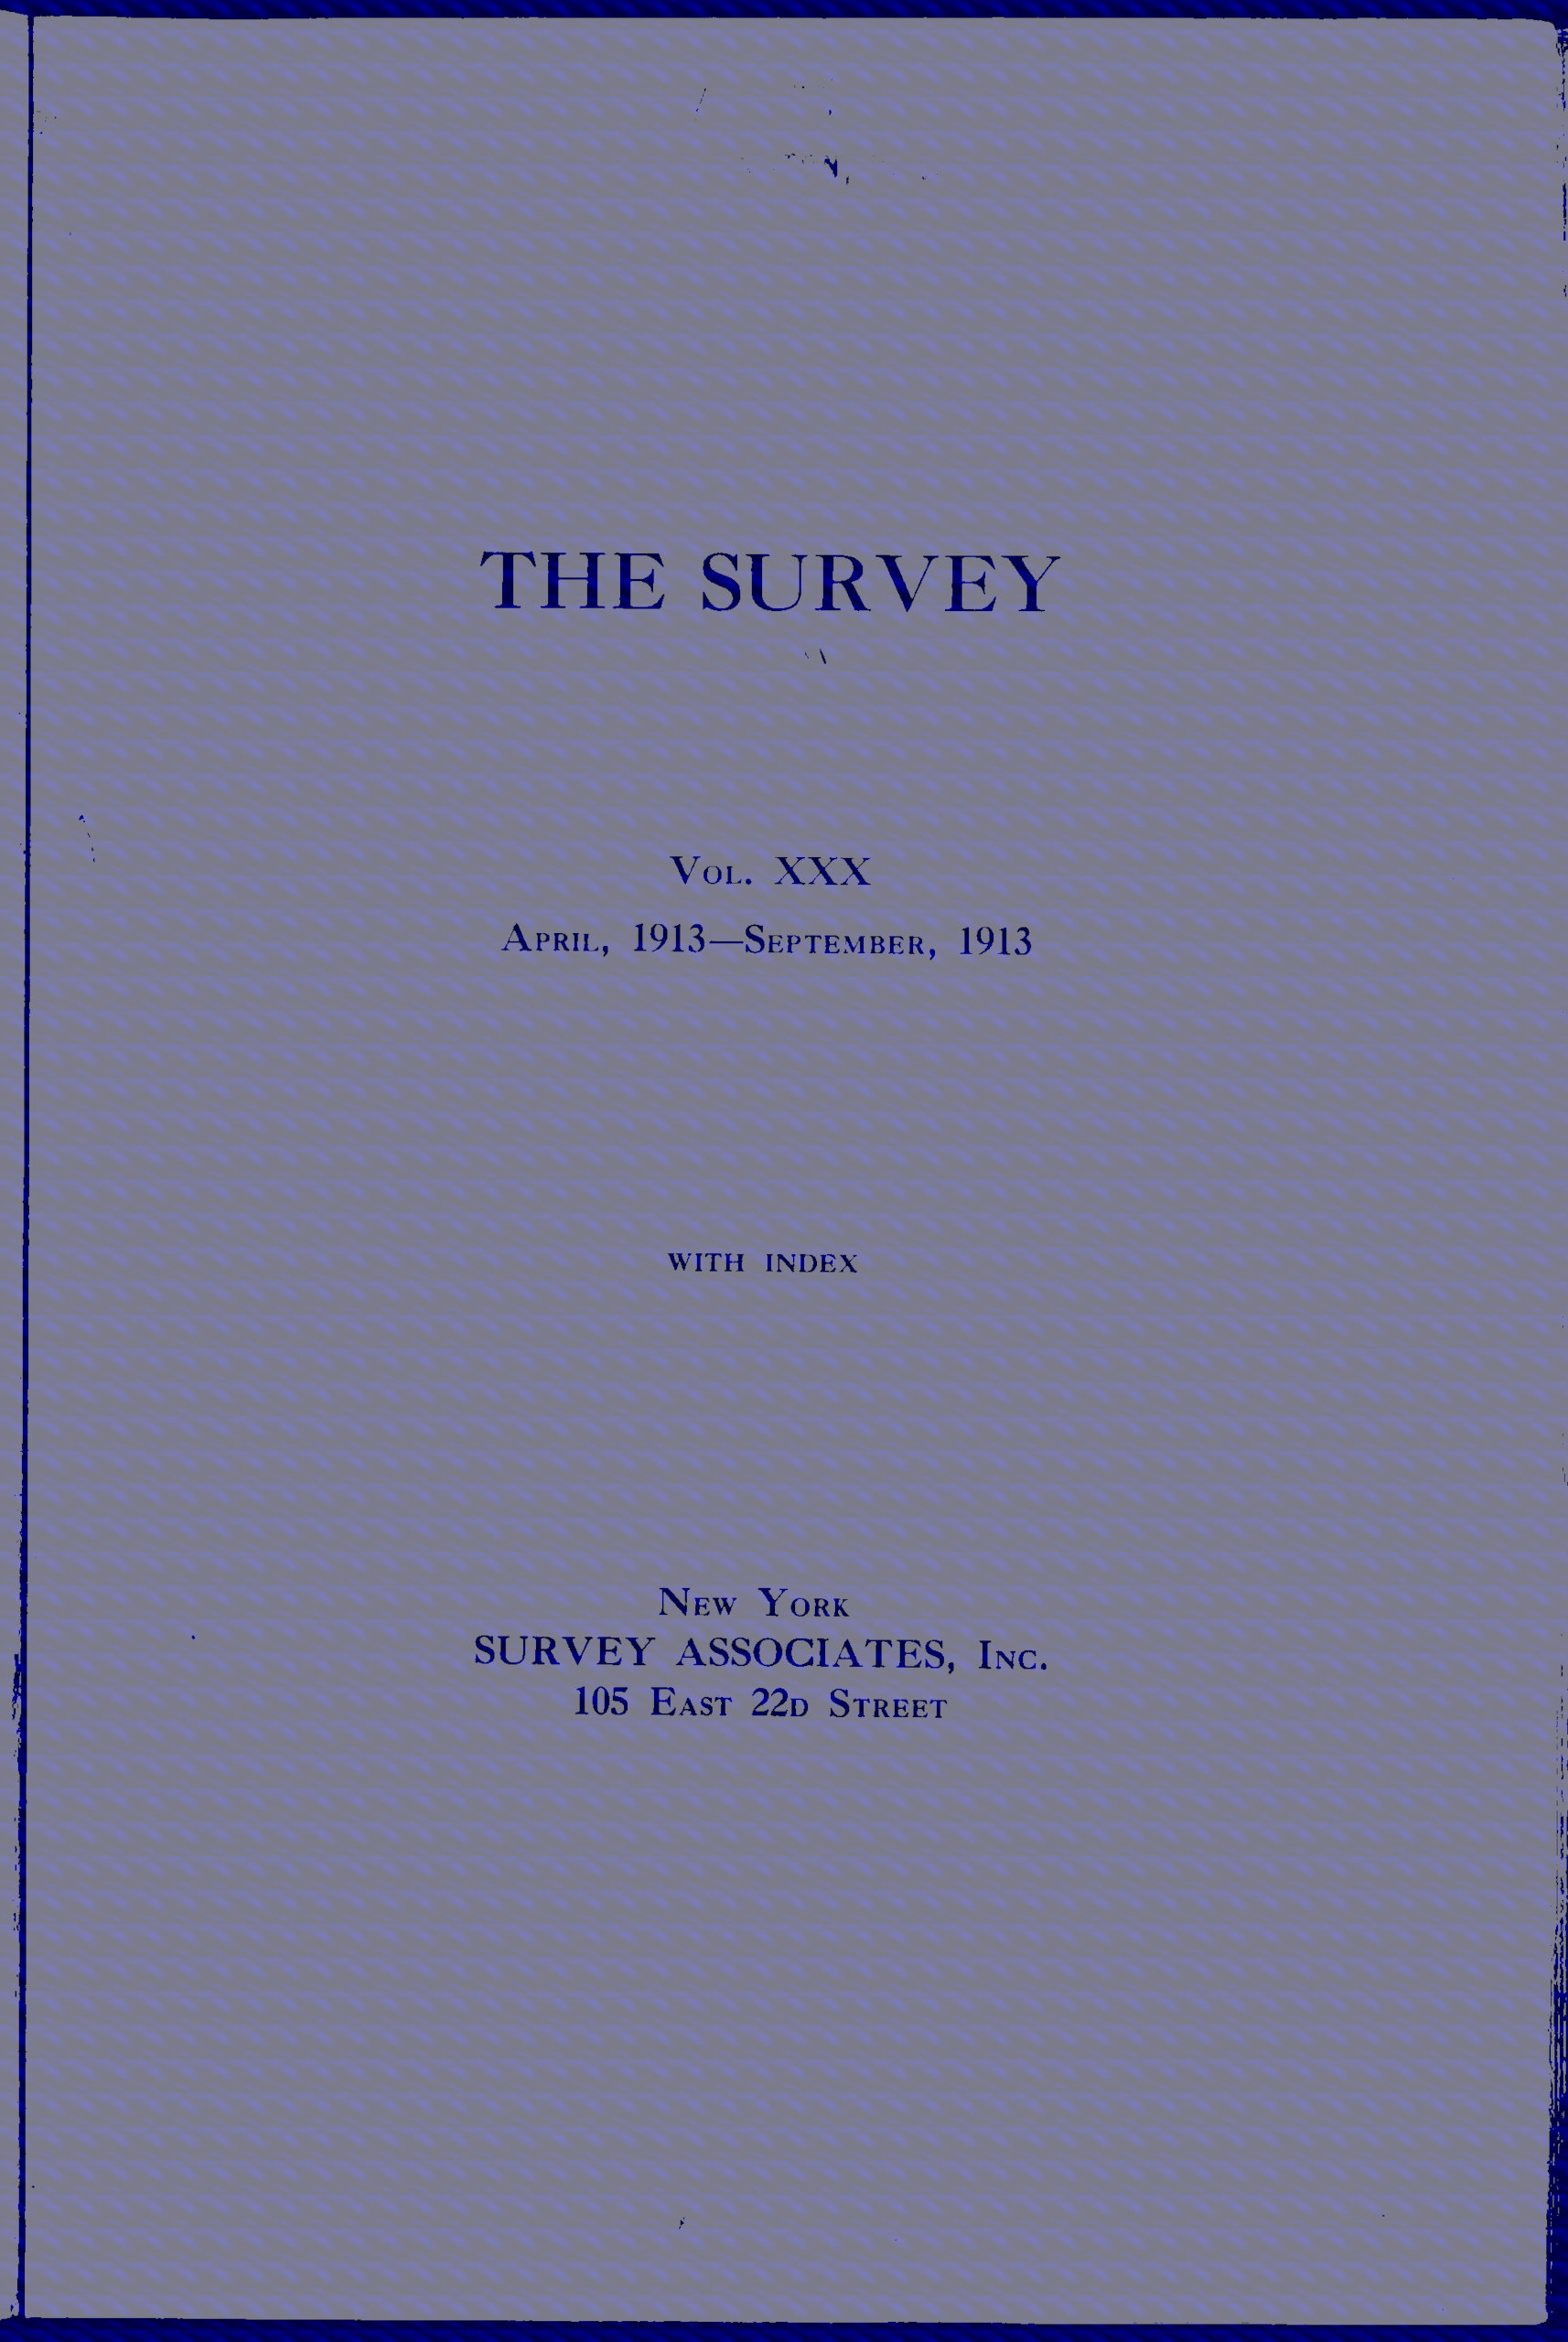 THE SURVEY
Vol. XXX
April, 1913—September, 1913
WITH INDEX
New York
SURVEY ASSOCIATES, Inc.
105 East 22d Street